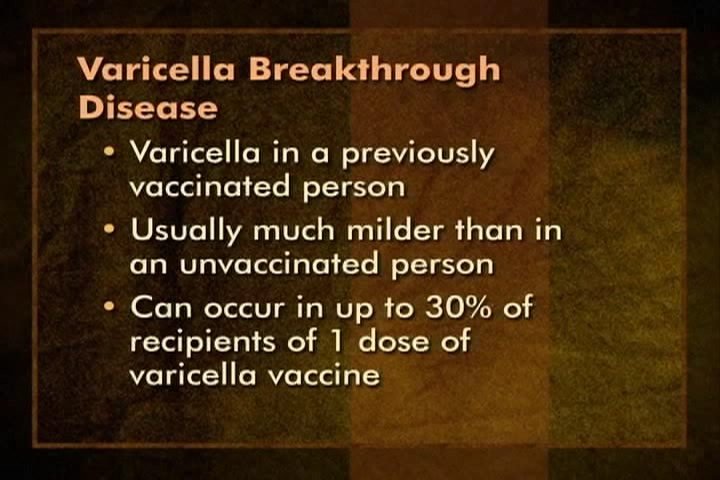 Varicella Breakthrough
Disease
• Varicella in a previously
vaccinated person
• Usually much milder than in
an unvaccinated person
• Can occur in up to 30% of
recipients of 1 dose of
varicella vaccine